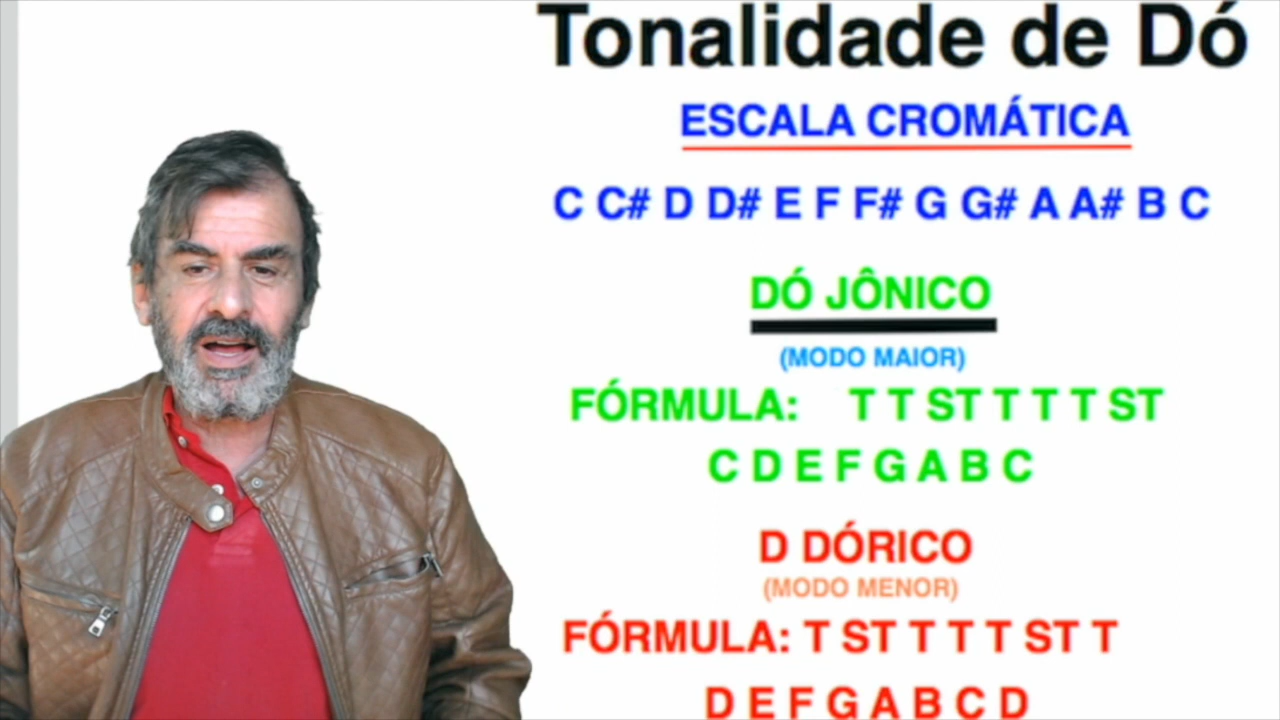 Tonalidade de Dó
ESCALA CROMÁTICA
C C# D D# E F F# G G# A A# B C
DÓ JÔNICO
(MODO MAIOR)
FÓRMULA: T T ST T T T ST
C D E F G A B C
D DÓRICO
(MODO MENOR)
FÓRMULA: T ST T T T ST T
D E F G A B C D